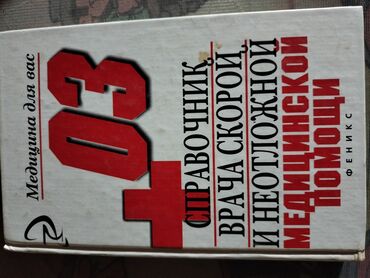 Медицина для вас
03
СПРАВОЧНИК
ВРАЧА СКОРОЙ
И НЕОТЛОЖНОЙ
МЕДИЦИНСКОЙ
ПОМОЩИ
ФЕНИКС